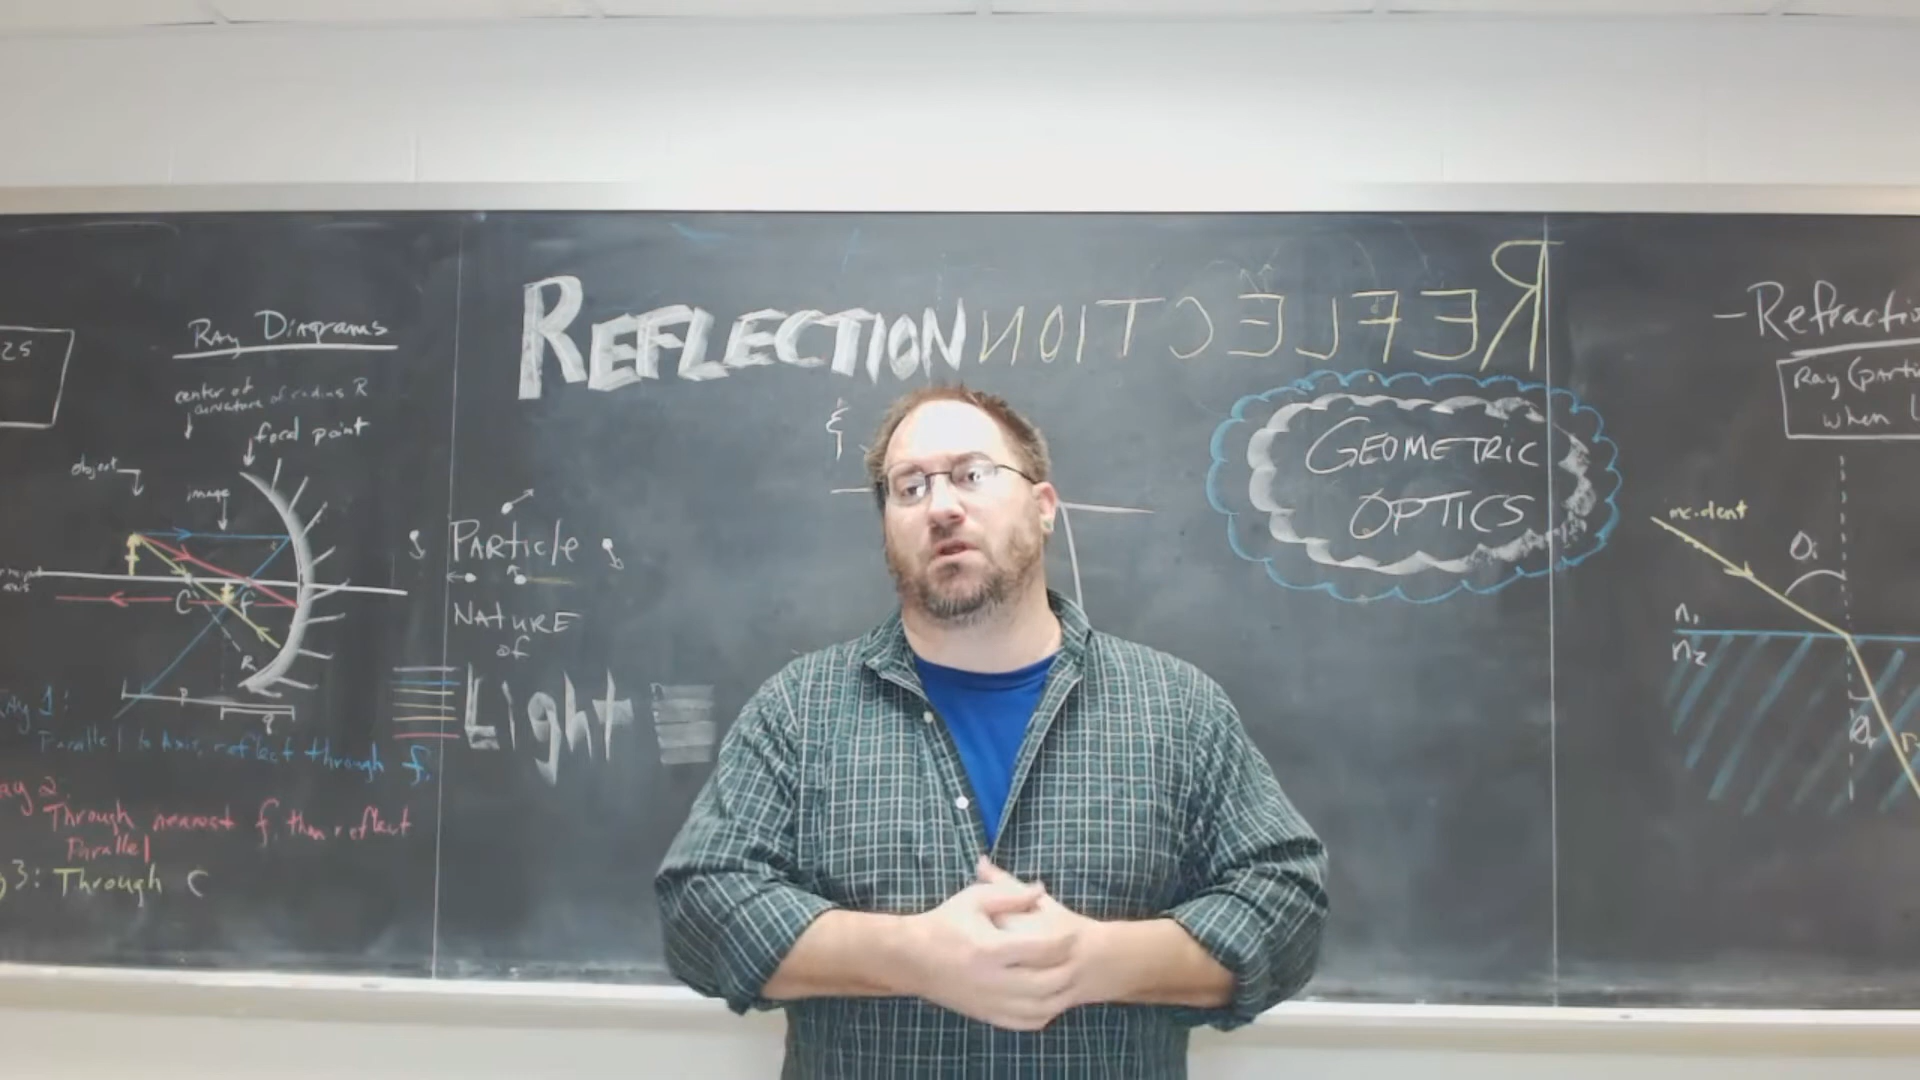 25
Ray Diagrams
center of
curvature of radius R
focal point
object
image
C
f
R
p
q
Ray 1:
Parallel to Axis, reflect through f.
Ray 2:
Through nearest f, then reflect
Parallel
3: Through C
REFLECTION
REFLECTION
&
PARTICLE
NATURE
of
Light
GEOMETRIC
OPTICS
-Refractio
Ray (parti
when L
incident
θi
n1
n2
θr